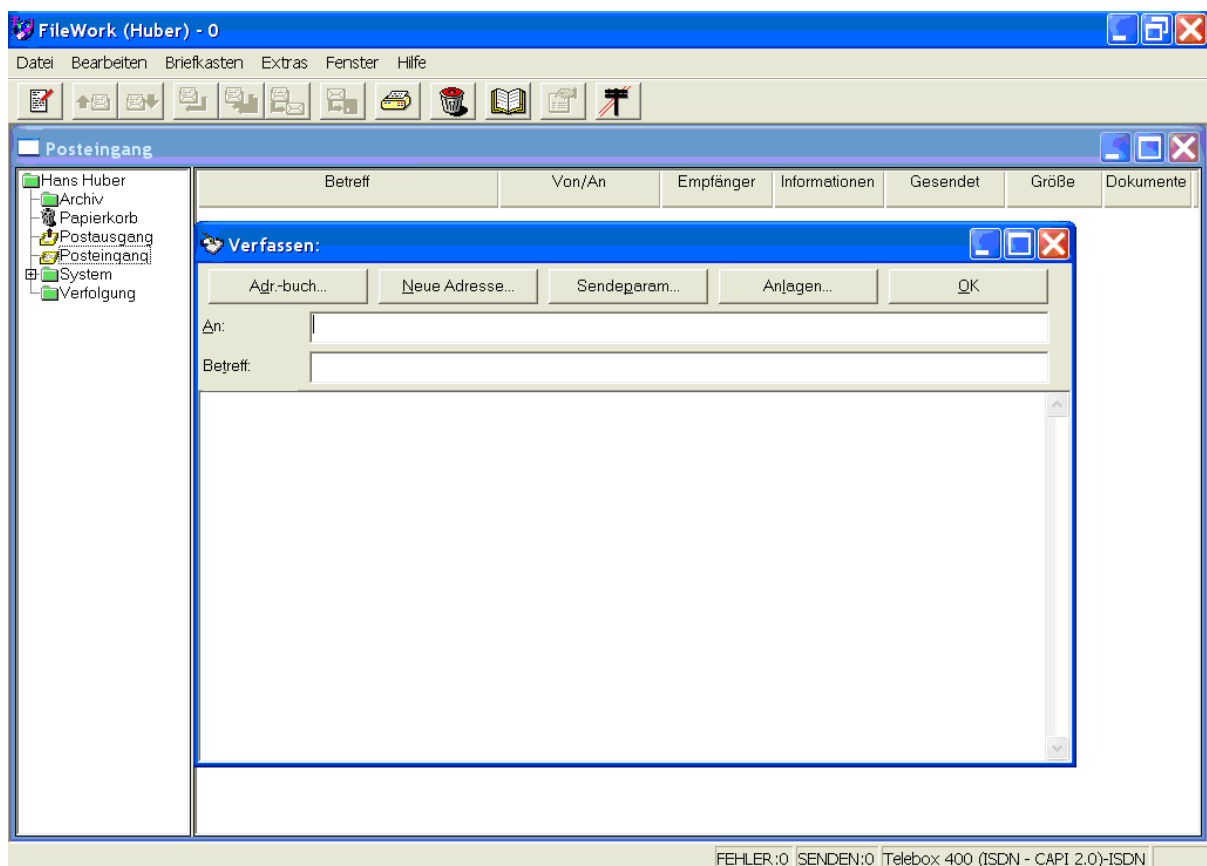 FileWork (Huber) - 0
Datei Bearbeiten Briefkasten Extras Fenster Hilfe
Posteingang
Hans Huber
Archiv
Papierkorb
Postausgang
Posteingang
System
Verfolgung
Betreff Von/An Empfänger Informationen Gesendet Größe Dokumente
Verfassen:
Adr.-buch... Neue Adresse... Sendeparam... Anlagen... OK
An:
Betreff:
FEHLER:0 SENDEN:0 Telebox 400 (ISDN - CAPI 2.0)-ISDN